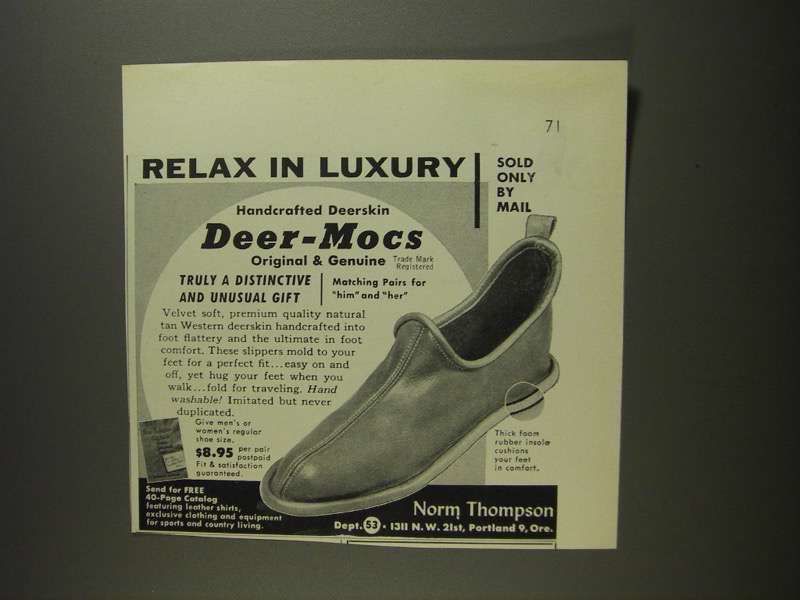 71
RELAX IN LUXURY
SOLD
ONLY
BY
MAIL
Handcrafted Deerskin
Deer-Mocs
Original & Genuine
Trade Mark
Registered
TRULY A DISTINCTIVE
AND UNUSUAL GIFT
Matching Pairs for
"him" and "her"
Velvet soft, premium quality natural
tan Western deerskin handcrafted into
foot flattery and the ultimate in foot
comfort. These slippers mold to your
feet for a perfect fit...easy on and
off, yet hug your feet when you
walk...fold for traveling. Hand
washable! Imitated but never
duplicated.
Give men's or
women's regular
shoe size.
$8.95 per pair
postpaid
Fit & satisfaction
guaranteed.
Thick foam
rubber insole
cushions
your feet
in comfort.
Send for FREE
40-Page Catalog
featuring leather shirts,
exclusive clothing and equipment
for sports and country living.
Norm Thompson
Dept. 53 • 1311 N. W. 21st, Portland 9, Ore.